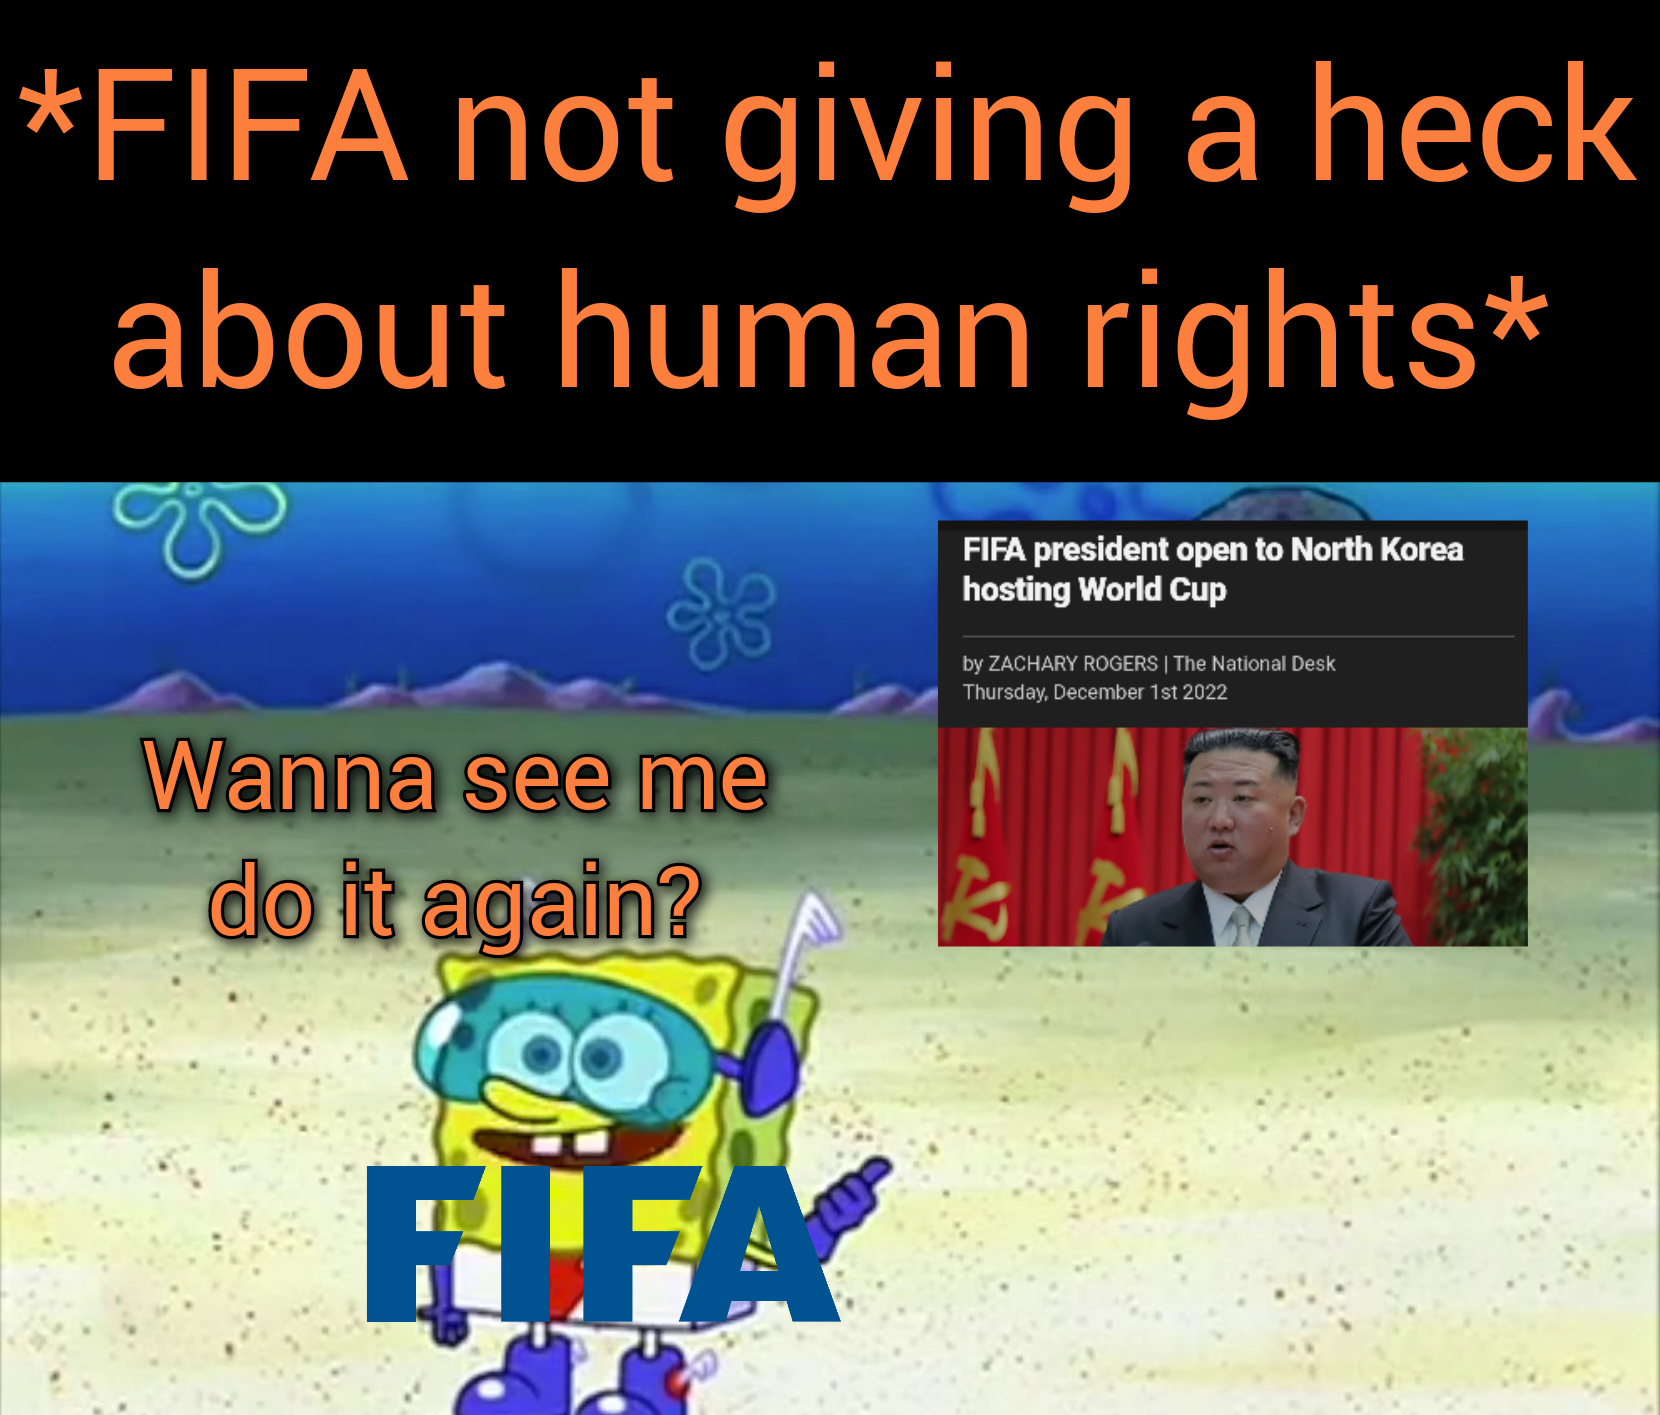 *FIFA not giving a heck
about human rights*
FIFA president open to North Korea
hosting World Cup
by ZACHARY ROGERS | The National Desk
Thursday, December 1st 2022
Wanna see me
do it again?
FIFA